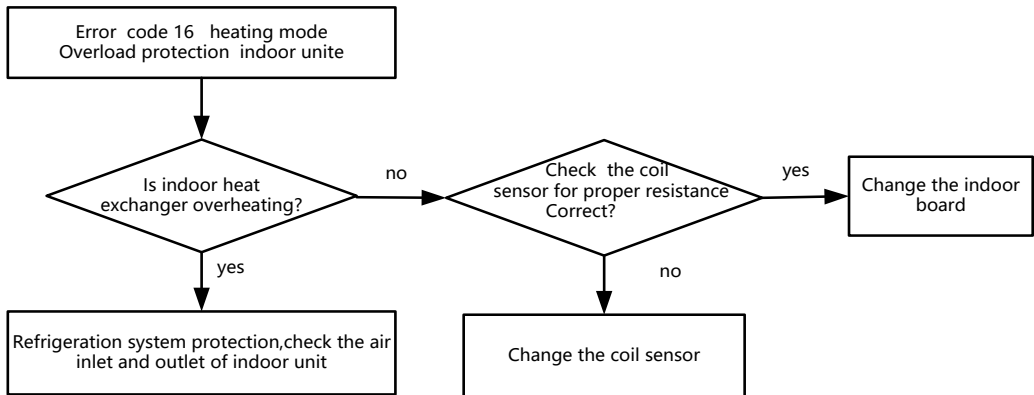 Error code 16 heating mode
Overload protection indoor unite
Is indoor heat
exchanger overheating?
no
Check the coil
sensor for proper resistance
Correct?
yes
Change the indoor
board
yes
no
Refrigeration system protection,check the air
inlet and outlet of indoor unit
Change the coil sensor